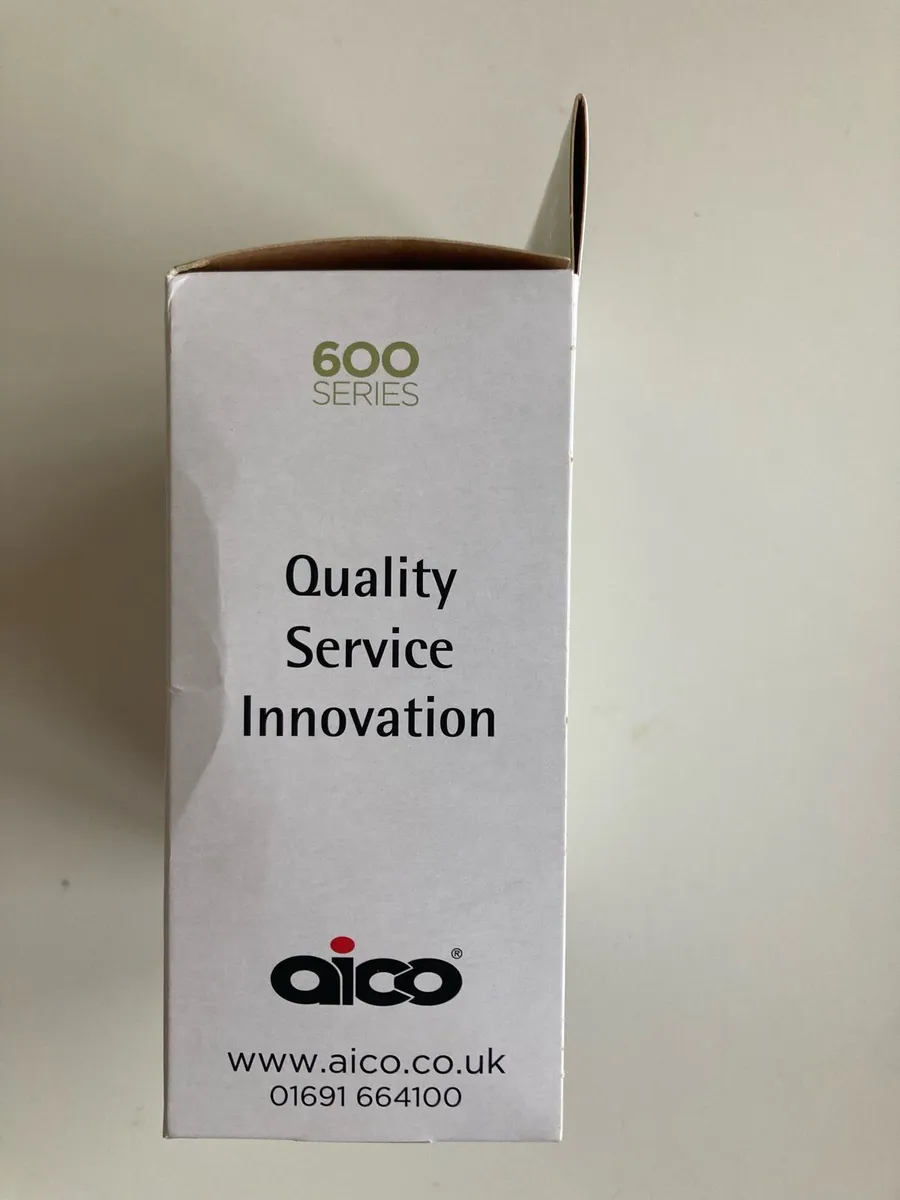 600
SERIES
Quality
Service
Innovation
aico®
www.aico.co.uk
01691 664100